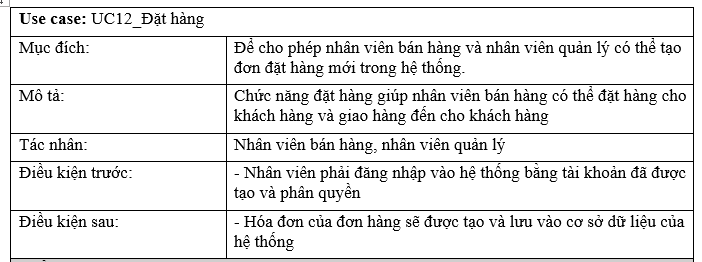 Use case: UC12_Đặt hàng
Mục đích:
Để cho phép nhân viên bán hàng và nhân viên quản lý có thể tạo
đơn đặt hàng mới trong hệ thống.
Mô tả:
Chức năng đặt hàng giúp nhân viên bán hàng có thể đặt hàng cho
khách hàng và giao hàng đến cho khách hàng
Tác nhân:
Nhân viên bán hàng, nhân viên quản lý
Điều kiện trước:
- Nhân viên phải đăng nhập vào hệ thống bằng tài khoản đã được
tạo và phân quyền
Điều kiện sau:
- Hóa đơn của đơn hàng sẽ được tạo và lưu vào cơ sở dữ liệu của
hệ thống